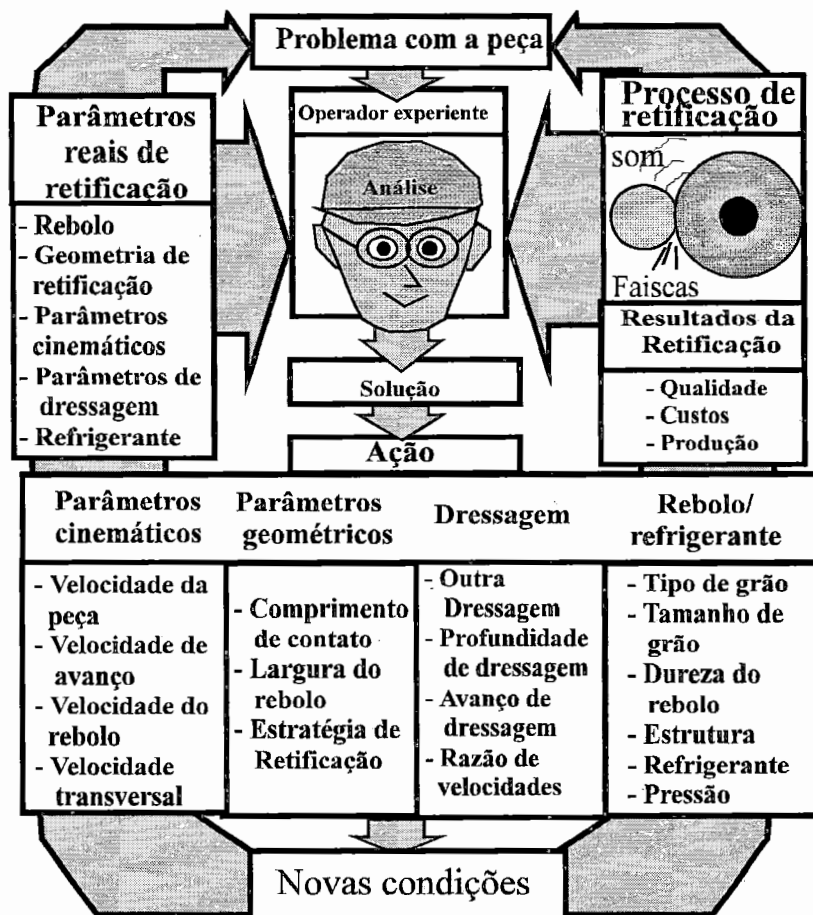 Problema com a peça
Parâmetros
reais de
retificação
- Rebolo
- Geometria de
retificação
- Parâmetros
cinemáticos
- Parâmetros de
dressagem
- Refrigerante
Operador experiente
Análise
Solução
Ação
Processo de
retificação
som
Faiscas
Resultados da
Retificação
- Qualidade
- Custos
- Produção
Parâmetros
cinemáticos
- Velocidade da
peça
- Velocidade de
avanço
- Velocidade do
rebolo
- Velocidade
transversal
Parâmetros
geométricos
- Comprimento
de contato
- Largura do
rebolo
- Estratégia de
Retificação
Dressagem
- Outra
Dressagem
- Profundidade
de dressagem
- Avanço de
dressagem
- Razão de
velocidades
Rebolo/
refrigerante
- Tipo de grão
- Tamanho de
grão
- Dureza do
rebolo
- Estrutura
- Refrigerante
- Pressão
Novas condições